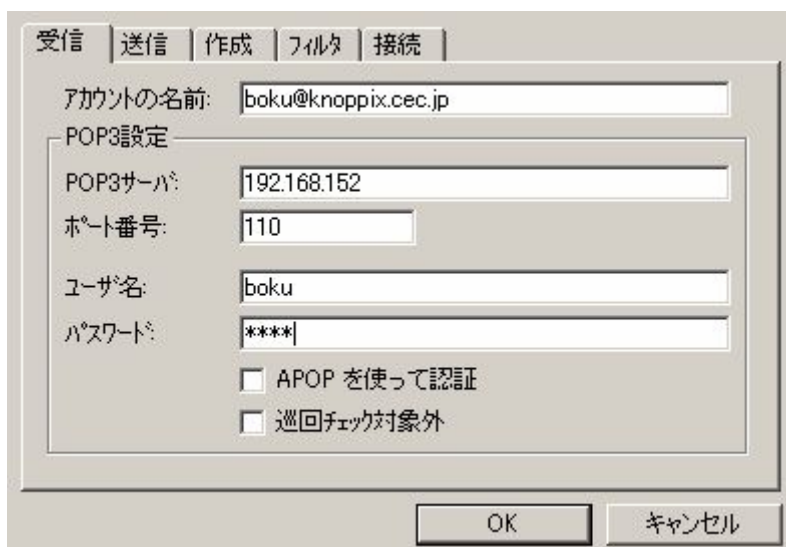 受信 送信 作成 フィルタ 接続
アカウントの名前: boku@knoppix.cec.jp
POP3設定
POP3サーバ: 192.168.152
ポート番号: 110
ユーザ名: boku
パスワード: ****
APOP を使って認証
巡回チェック対象外
OK キャンセル